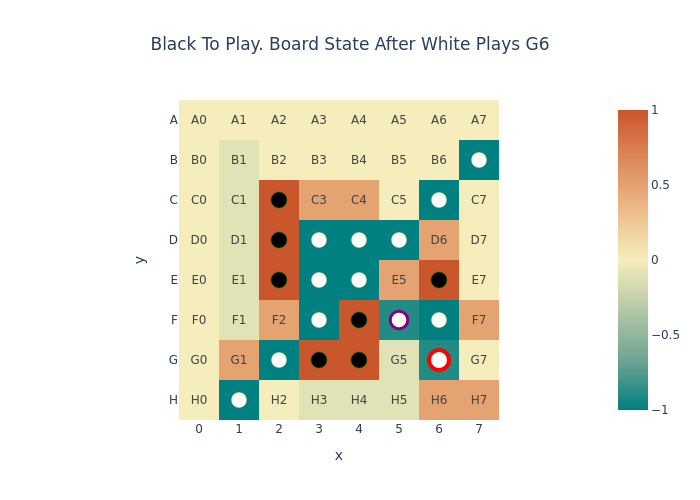 Black To Play. Board State After White Plays G6
A A0 A1 A2 A3 A4 A5 A6 A7
B B0 B1 B2 B3 B4 B5 B6
C C0 C1 C3 C4 C5 C7
D D0 D1 D6 D7
E E0 E1 E5 E7
F F0 F1 F2 F7
G G0 G1 G5 G7
H H0 H2 H3 H4 H5 H6 H7
0 1 2 3 4 5 6 7
x
y
1
0.5
0
−0.5
−1